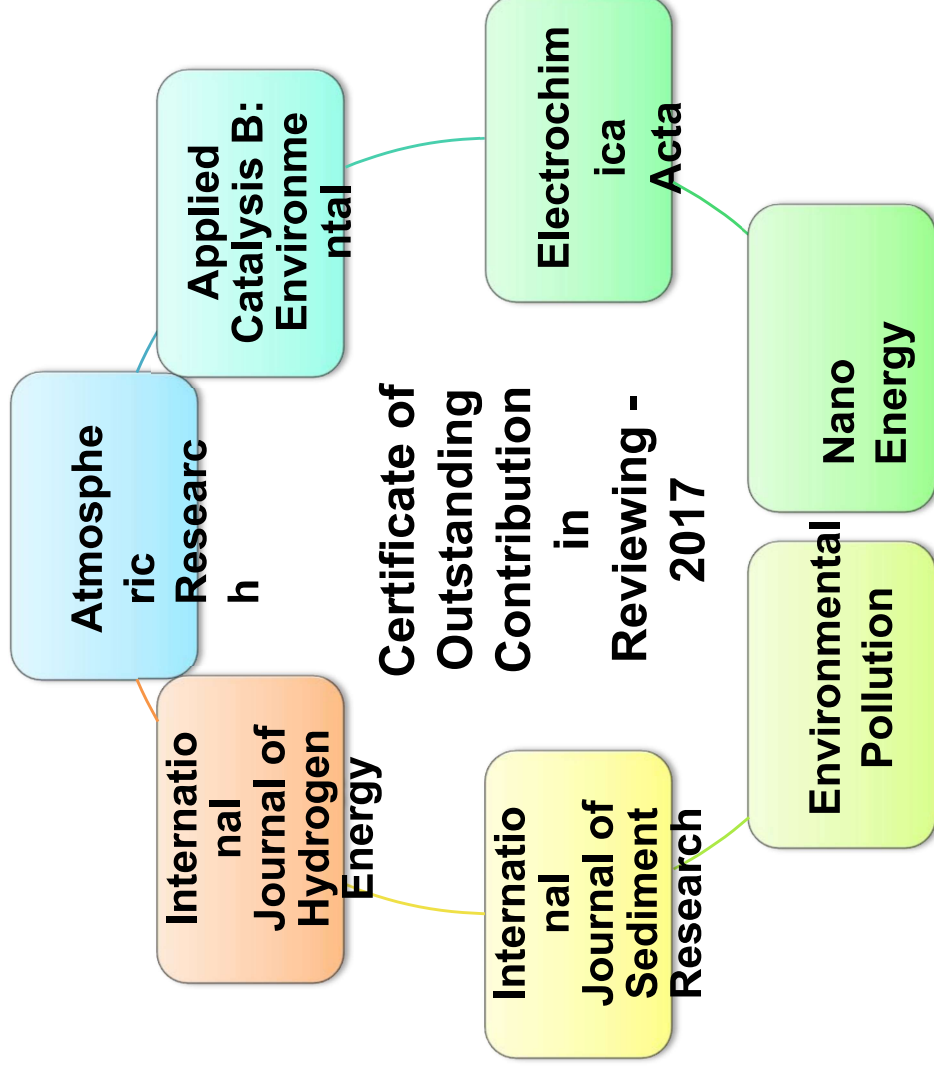 Certificate of
Outstanding
Contribution
in
Reviewing -
2017
Atmosphe
ric
Researc
h
Applied
Catalysis B:
Environme
ntal
Electrochim
ica
Acta
Nano
Energy
Environmental
Pollution
Internatio
nal
Journal of
Sediment
Research
Internatio
nal
Journal of
Hydrogen
Energy